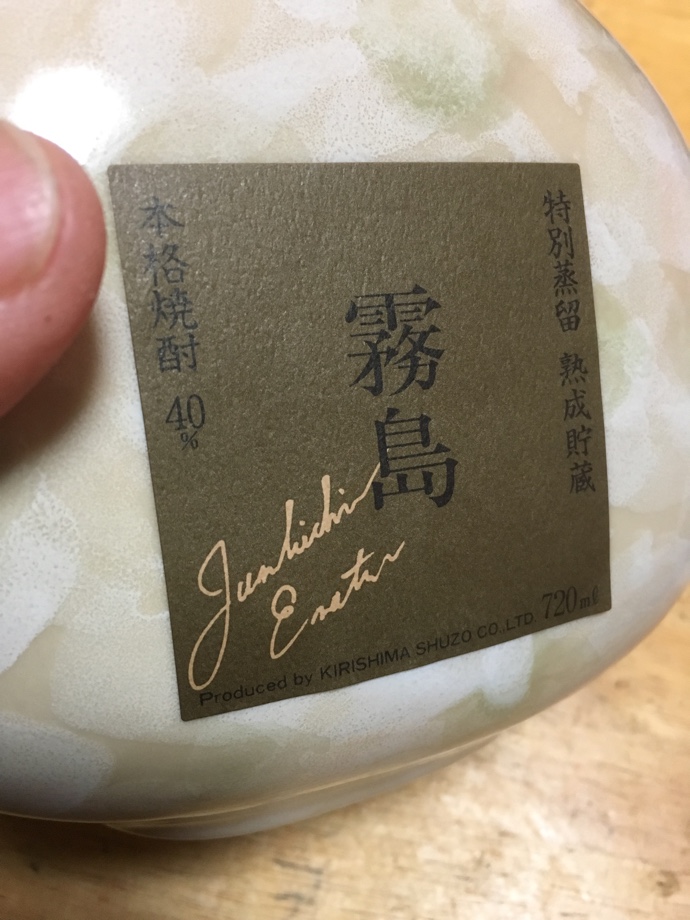 特別蒸留 熟成貯蔵
霧島
本格焼酎 40%
Junkichi
Enatsu
Produced by KIRISHIMA SHUZO CO.,LTD. 720mℓ